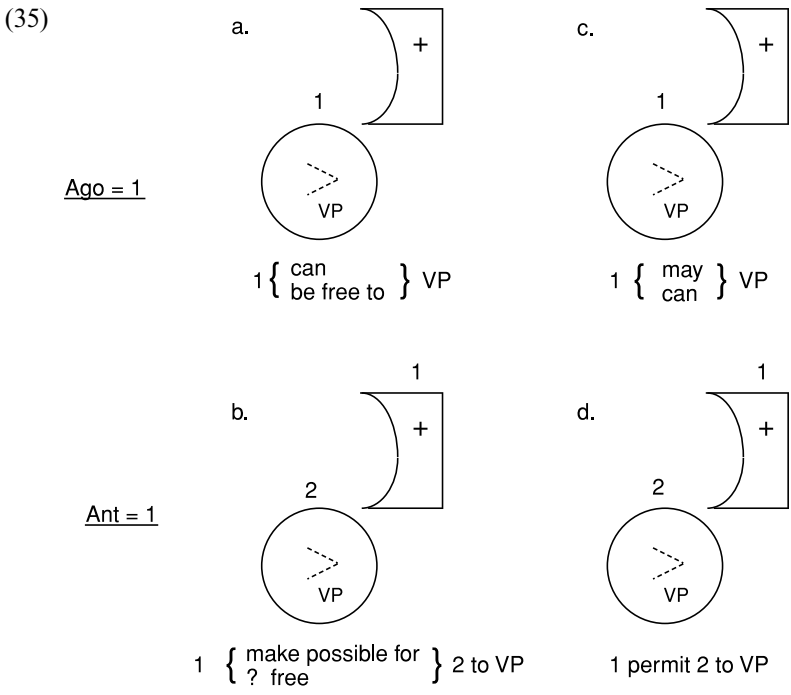 (35)
a.
+
1
>
VP
c.
+
1
>
VP
Ago = 1
1 { can
be free to } VP
1 { may
can } VP
b.
1
+
2
>
VP
d.
1
+
2
>
VP
Ant = 1
1 { make possible for
? free } 2 to VP
1 permit 2 to VP